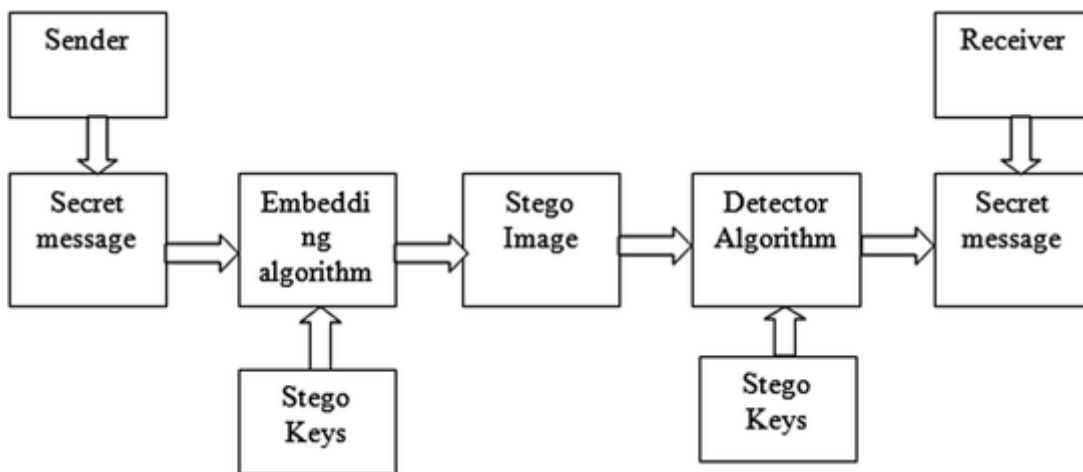 Sender
Receiver
Secret
message
Embeddi
ng
algorithm
Stego
Image
Detector
Algorithm
Secret
message
Stego
Keys
Stego
Keys